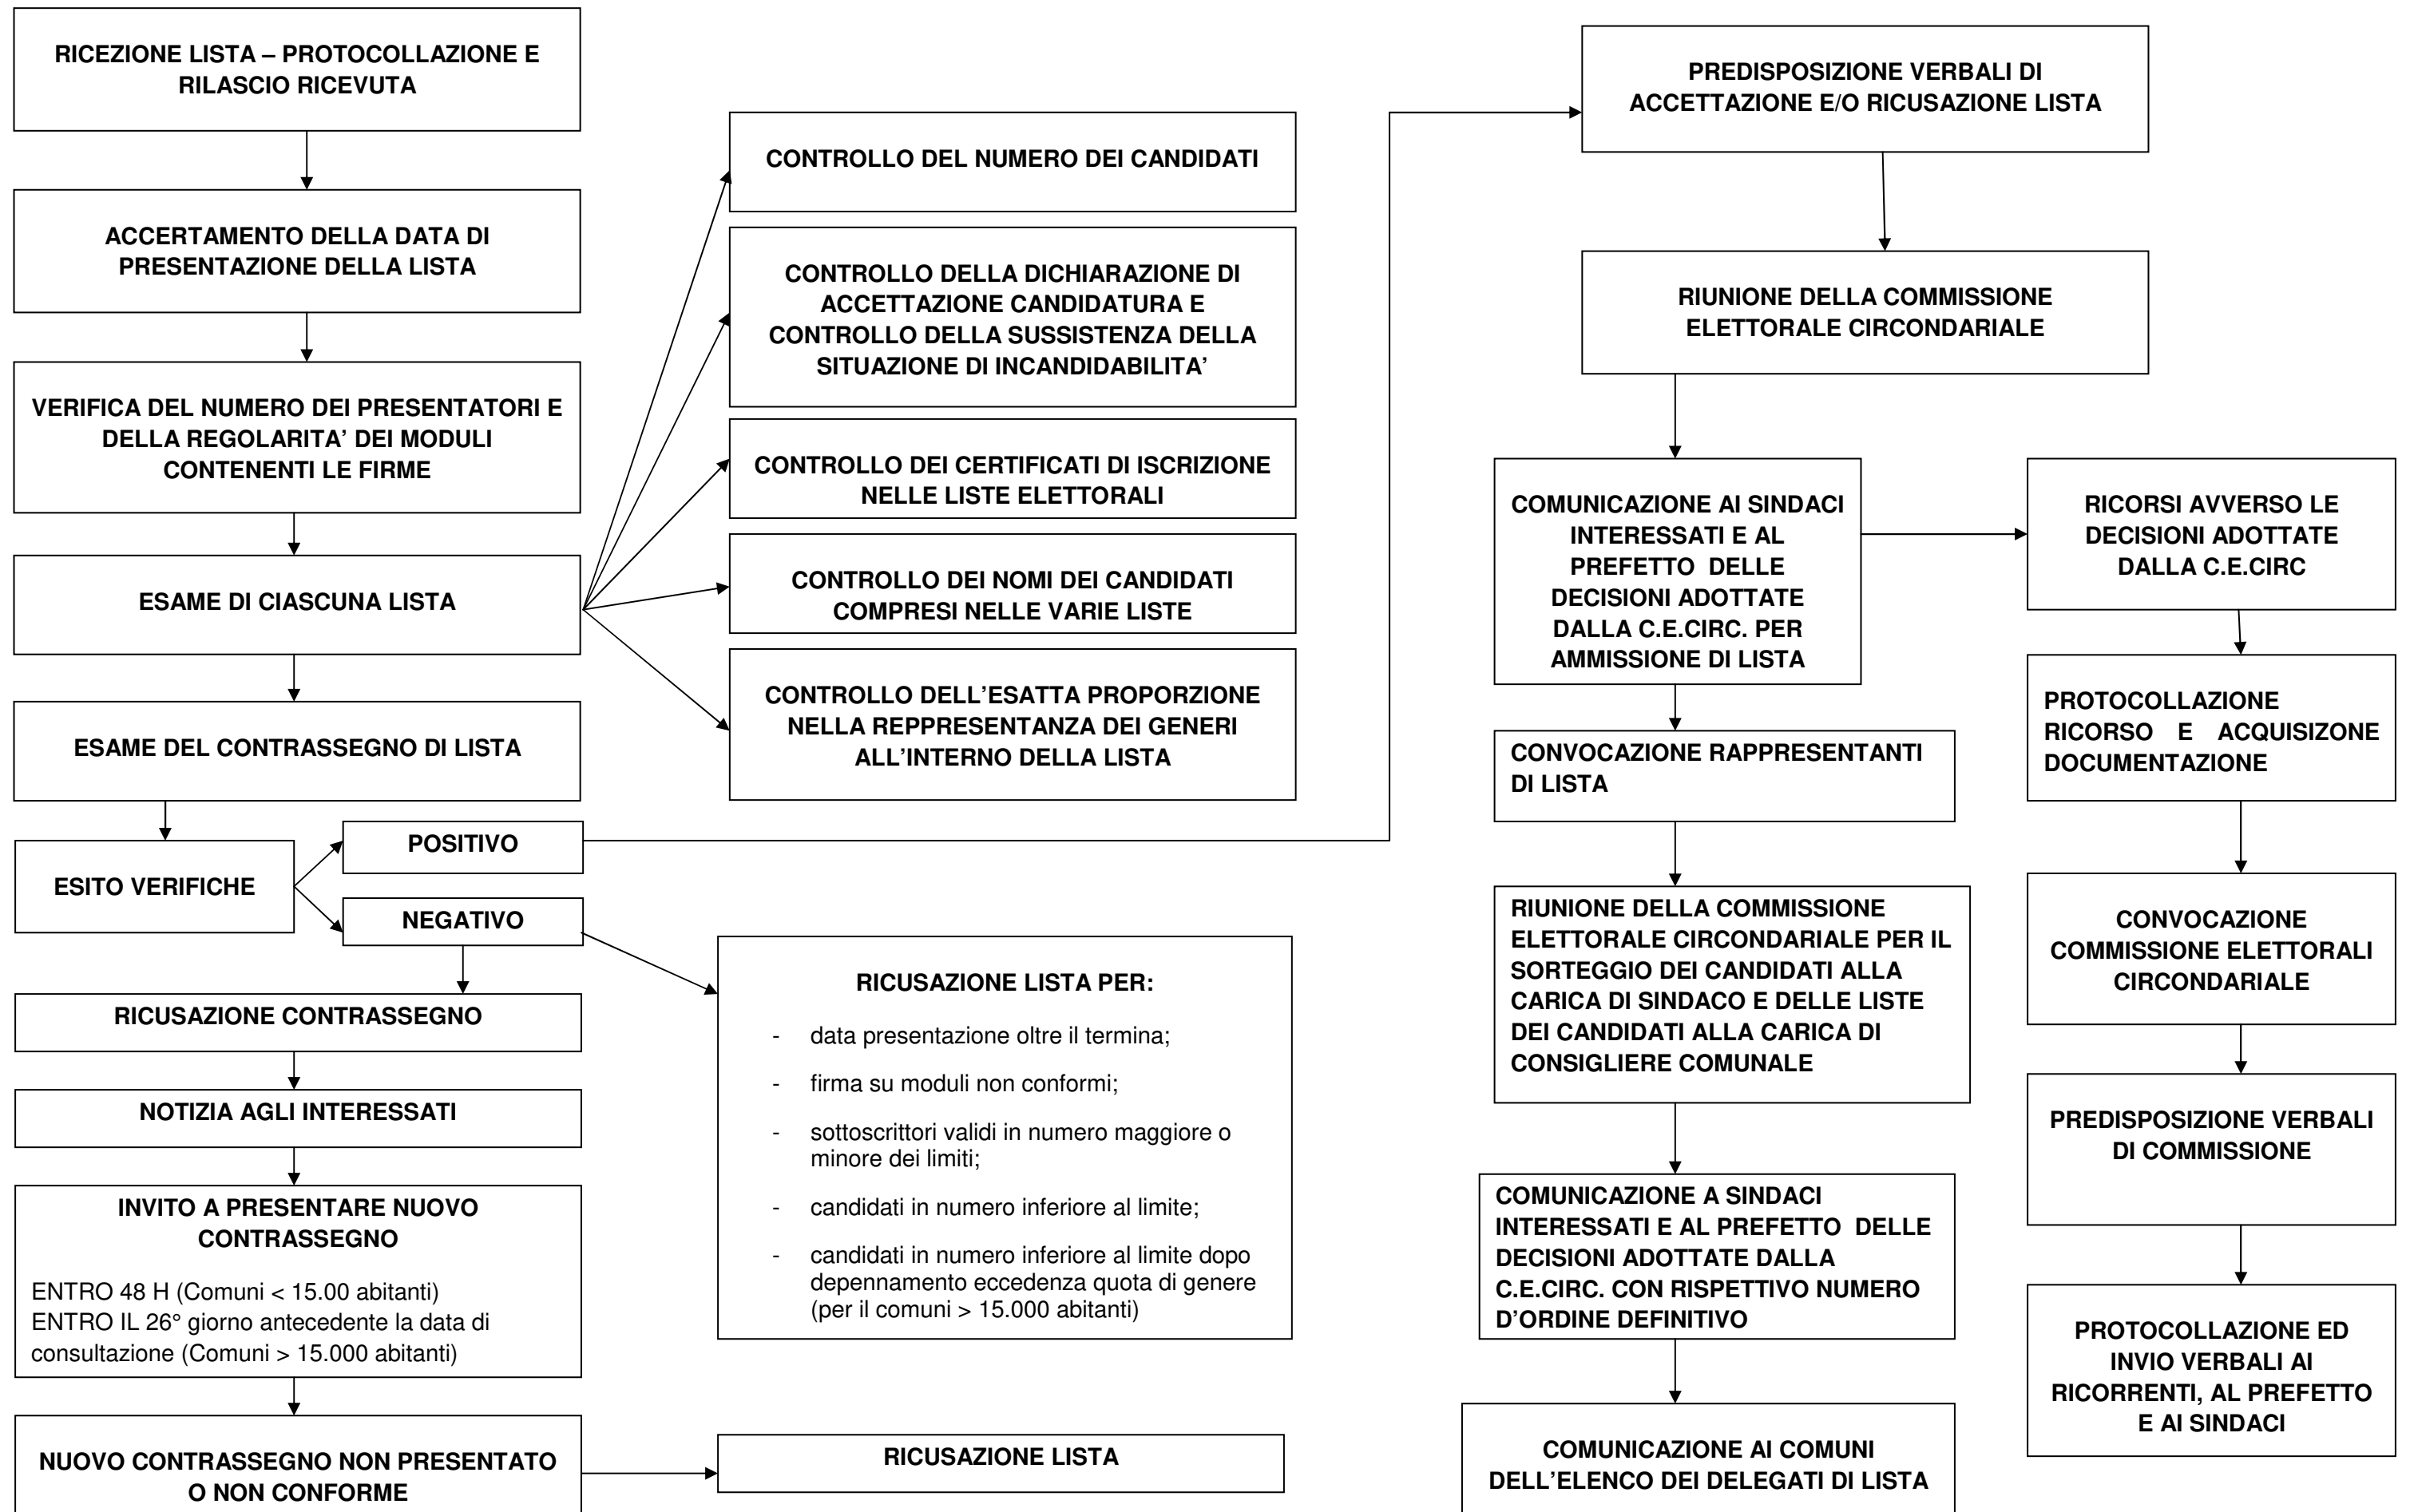 RICEZIONE LISTA – PROTOCOLLAZIONE E
RILASCIO RICEVUTA
ACCERTAMENTO DELLA DATA DI
PRESENTAZIONE DELLA LISTA
VERIFICA DEL NUMERO DEI PRESENTATORI E
DELLA REGOLARITA’ DEI MODULI
CONTENENTI LE FIRME
ESAME DI CIASCUNA LISTA
ESAME DEL CONTRASSEGNO DI LISTA
ESITO VERIFICHE
POSITIVO
NEGATIVO
RICUSAZIONE CONTRASSEGNO
NOTIZIA AGLI INTERESSATI
INVITO A PRESENTARE NUOVO
CONTRASSEGNO
ENTRO 48 H (Comuni < 15.00 abitanti)
ENTRO IL 26° giorno antecedente la data di
consultazione (Comuni > 15.000 abitanti)
NUOVO CONTRASSEGNO NON PRESENTATO
O NON CONFORME
CONTROLLO DEL NUMERO DEI CANDIDATI
CONTROLLO DELLA DICHIARAZIONE DI
ACCETTAZIONE CANDIDATURA E
CONTROLLO DELLA SUSSISTENZA DELLA
SITUAZIONE DI INCANDIDABILITA’
CONTROLLO DEI CERTIFICATI DI ISCRIZIONE
NELLE LISTE ELETTORALI
CONTROLLO DEI NOMI DEI CANDIDATI
COMPRESI NELLE VARIE LISTE
CONTROLLO DELL’ESATTA PROPORZIONE
NELLA REPPRESENTANZA DEI GENERI
ALL’INTERNO DELLA LISTA
RICUSAZIONE LISTA PER:
- data presentazione oltre il termina;
- firma su moduli non conformi;
- sottoscrittori validi in numero maggiore o
minore dei limiti;
- candidati in numero inferiore al limite;
- candidati in numero inferiore al limite dopo
depennamento eccedenza quota di genere
(per il comuni > 15.000 abitanti)
RICUSAZIONE LISTA
PREDISPOSIZIONE VERBALI DI
ACCETTAZIONE E/O RICUSAZIONE LISTA
RIUNIONE DELLA COMMISSIONE
ELETTORALE CIRCONDARIALE
COMUNICAZIONE AI SINDACI
INTERESSATI E AL
PREFETTO DELLE
DECISIONI ADOTTATE
DALLA C.E.CIRC. PER
AMMISSIONE DI LISTA
CONVOCAZIONE RAPPRESENTANTI
DI LISTA
RIUNIONE DELLA COMMISSIONE
ELETTORALE CIRCONDARIALE PER IL
SORTEGGIO DEI CANDIDATI ALLA
CARICA DI SINDACO E DELLE LISTE
DEI CANDIDATI ALLA CARICA DI
CONSIGLIERE COMUNALE
COMUNICAZIONE A SINDACI
INTERESSATI E AL PREFETTO DELLE
DECISIONI ADOTTATE DALLA
C.E.CIRC. CON RISPETTIVO NUMERO
D’ORDINE DEFINITIVO
COMUNICAZIONE AI COMUNI
DELL’ELENCO DEI DELEGATI DI LISTA
RICORSI AVVERSO LE
DECISIONI ADOTTATE
DALLA C.E.CIRC
PROTOCOLLAZIONE
RICORSO E ACQUISIZONE
DOCUMENTAZIONE
CONVOCAZIONE
COMMISSIONE ELETTORALI
CIRCONDARIALE
PREDISPOSIZIONE VERBALI
DI COMMISSIONE
PROTOCOLLAZIONE ED
INVIO VERBALI AI
RICORRENTI, AL PREFETTO
E AI SINDACI